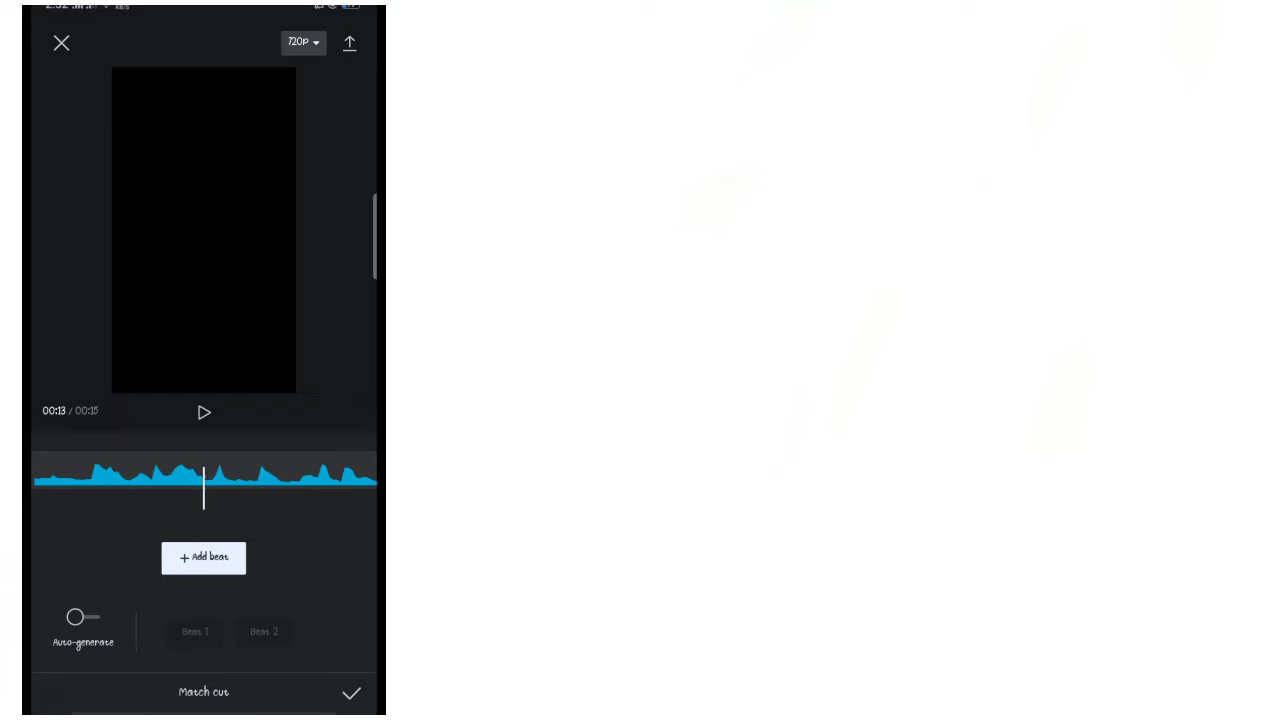 720P
00:13 / 00:15
+ Add beat
Beat 1 Beat 2
Auto-generate
Match cut